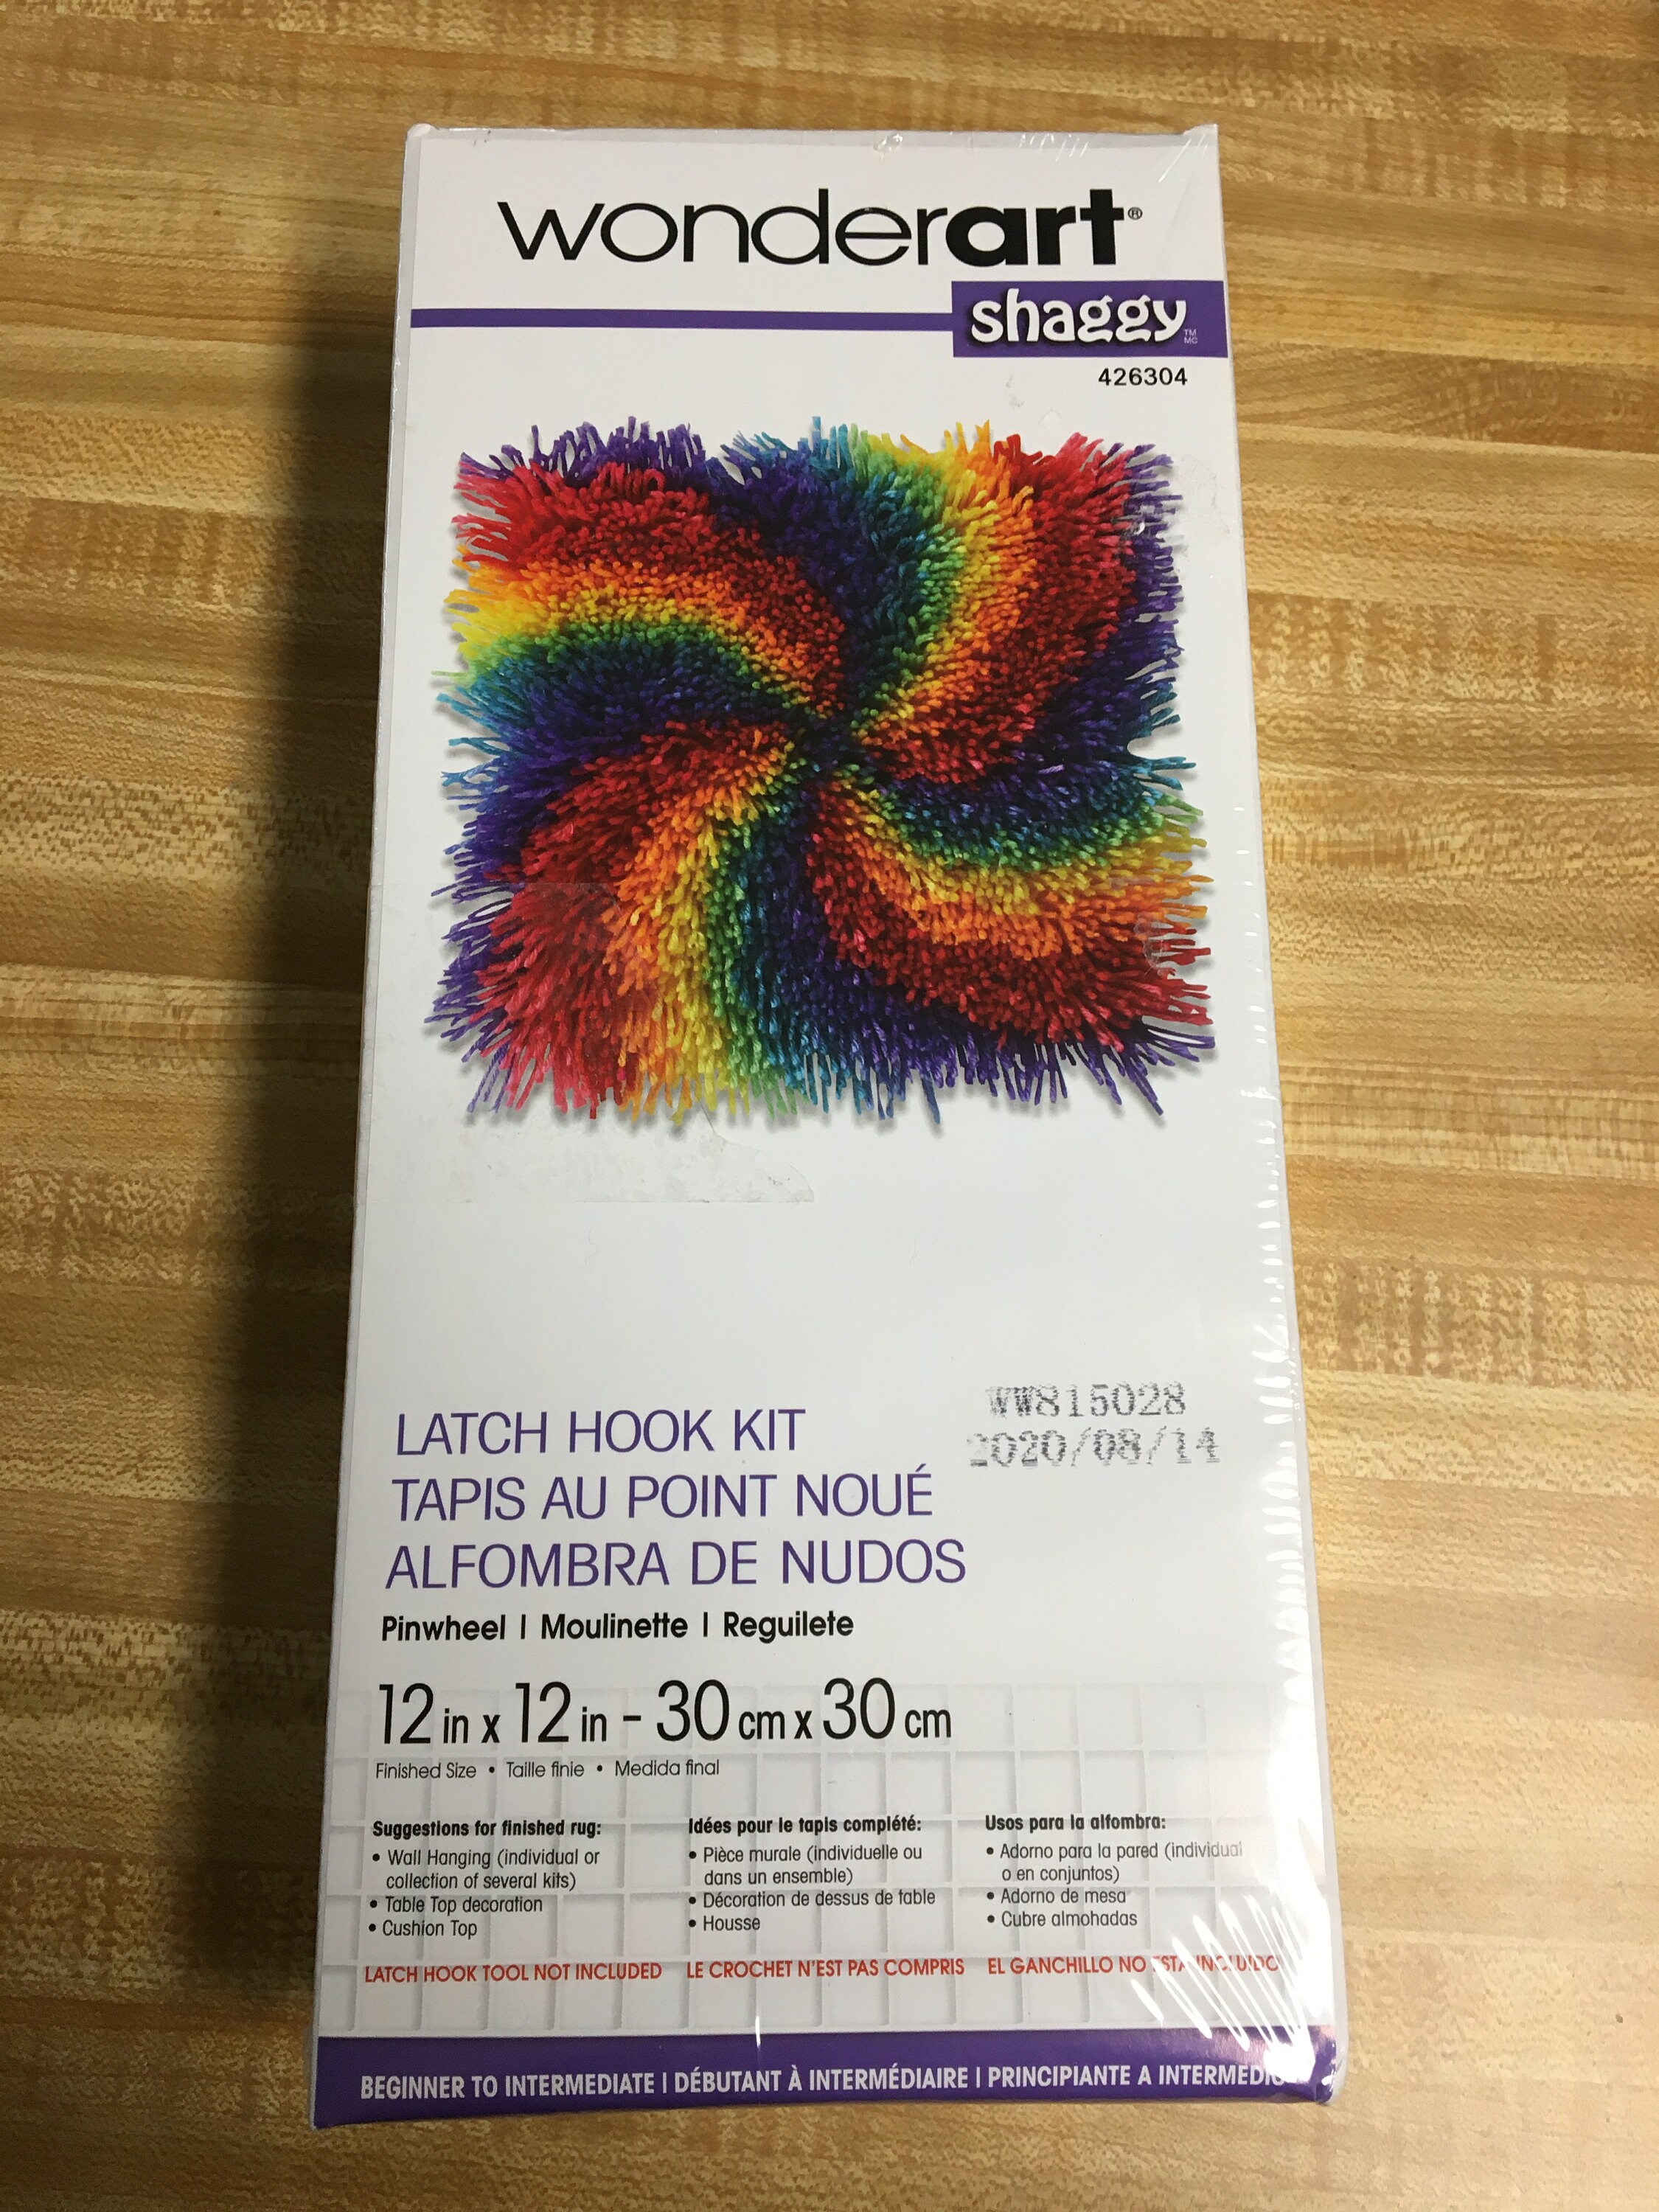 wonderart®
shaggy™
MC
426304
WW815028
2020/08/14
LATCH HOOK KIT
TAPIS AU POINT NOUÉ
ALFOMBRA DE NUDOS
Pinwheel | Moulinette | Reguilete
12 in x 12 in - 30 cm x 30 cm
Finished Size • Taille finie • Medida final
Suggestions for finished rug:
• Wall Hanging (individual or
collection of several kits)
• Table Top decoration
• Cushion Top
Idées pour le tapis complété:
• Pièce murale (individuelle ou
dans un ensemble)
• Décoration de dessus de table
• Housse
Usos para la alfombra:
• Adorno para la pared (individual
o en conjuntos)
• Adorno de mesa
• Cubre almohadas
LATCH HOOK TOOL NOT INCLUDED LE CROCHET N'EST PAS COMPRIS EL GANCHILLO NO ESTA INCLUIDO
BEGINNER TO INTERMEDIATE | DÉBUTANT À INTERMÉDIAIRE | PRINCIPIANTE A